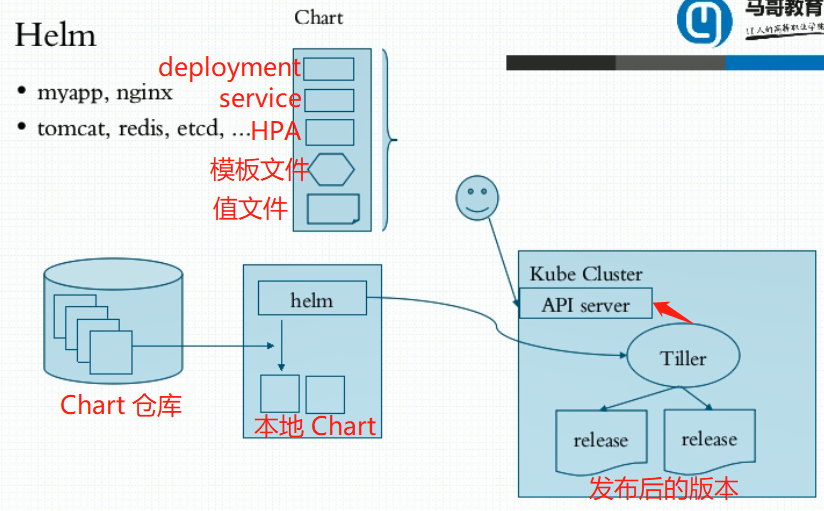 Helm
• myapp, nginx
• tomcat, redis, etcd, ...
Chart
deployment
service
HPA
模板文件
值文件
马哥教育
IT人的高薪职业学院
helm
Chart 仓库
本地 Chart
Kube Cluster
API server
Tiller
release
release
发布后的版本